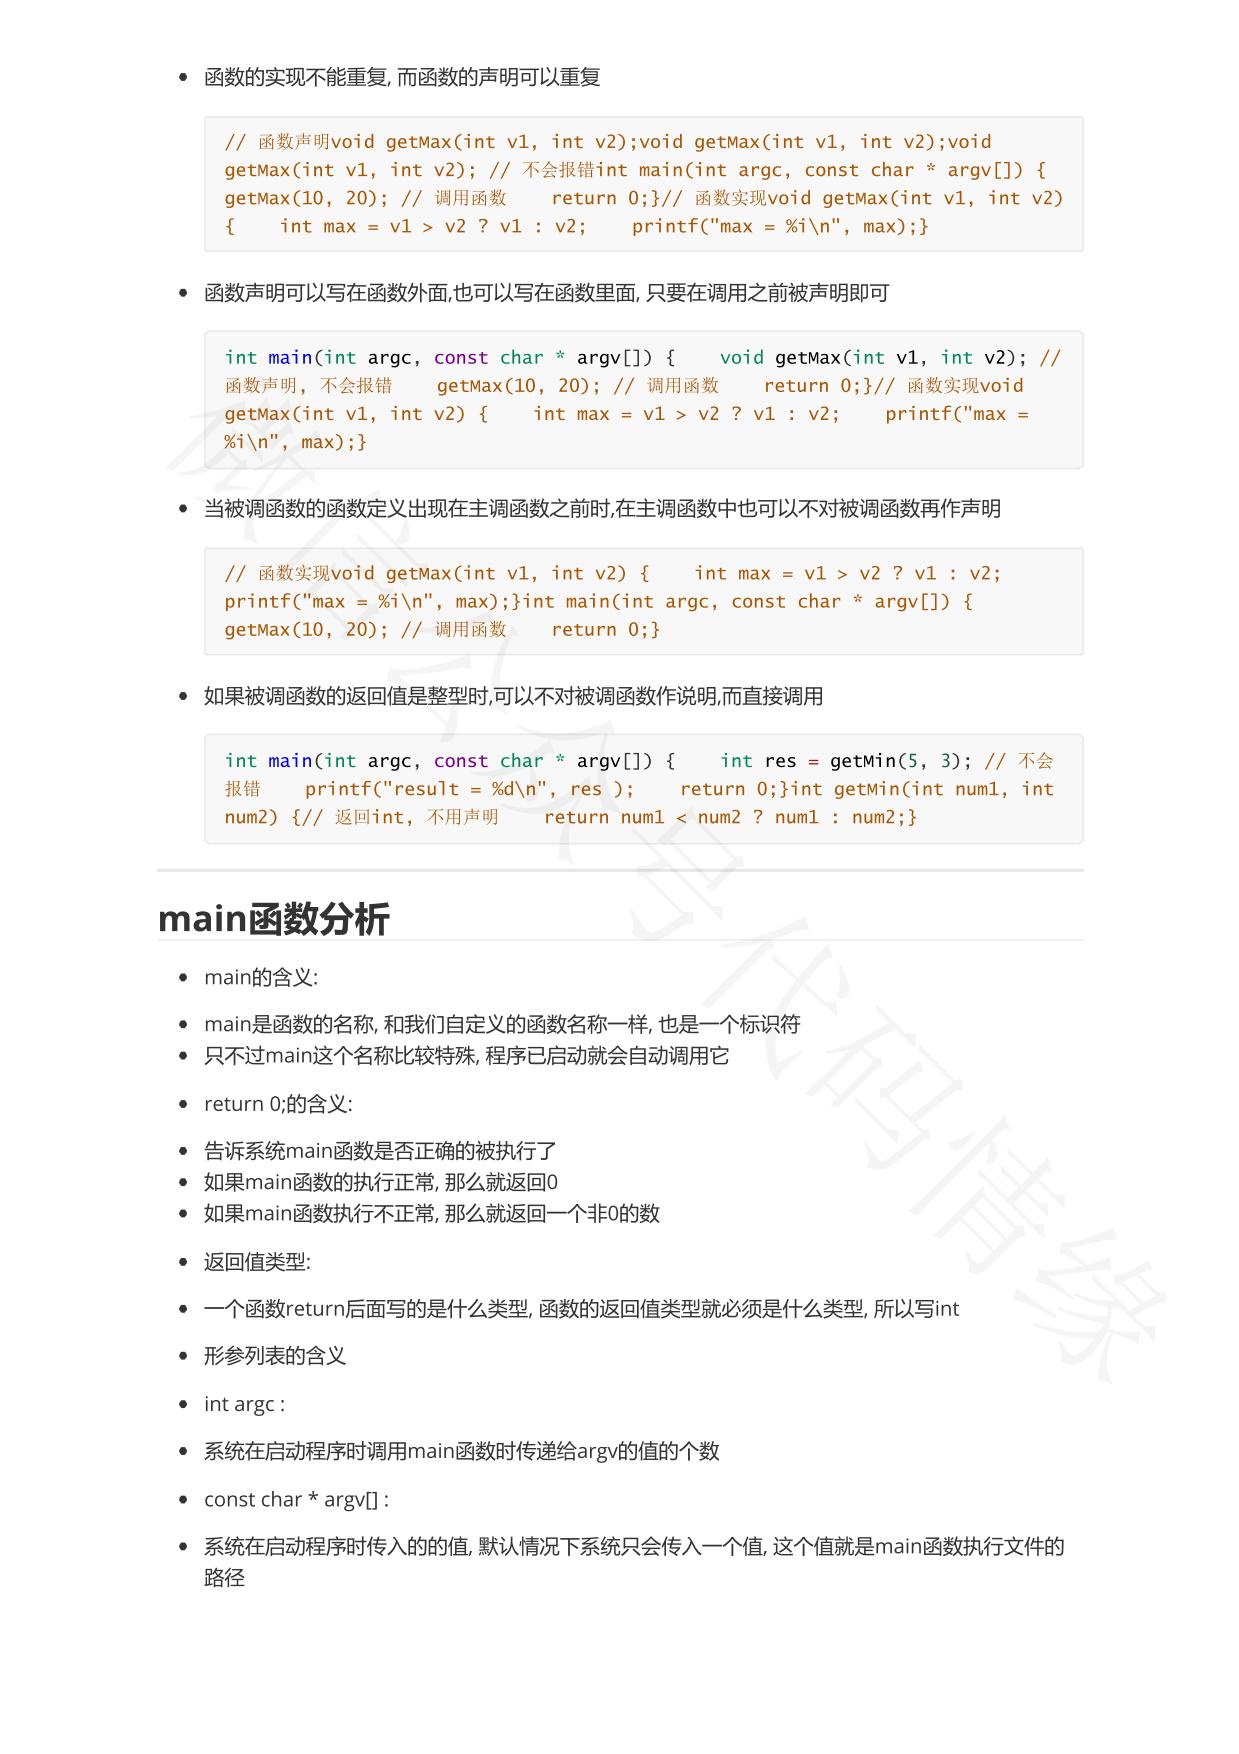 函数的实现不能重复, 而函数的声明可以重复
// 函数声明void getMax(int v1, int v2);void getMax(int v1, int v2);void
getMax(int v1, int v2); // 不会报错int main(int argc, const char * argv[]) {
getMax(10, 20); // 调用函数    return 0;}// 函数实现void getMax(int v1, int v2)
{    int max = v1 > v2 ? v1 : v2;    printf("max = %i\n", max);}
函数声明可以写在函数外面,也可以写在函数里面, 只要在调用之前被声明即可
int main(int argc, const char * argv[]) {    void getMax(int v1, int v2); //
函数声明, 不会报错    getMax(10, 20); // 调用函数    return 0;}// 函数实现void
getMax(int v1, int v2) {    int max = v1 > v2 ? v1 : v2;    printf("max =
%i\n", max);}
当被调函数的函数定义出现在主调函数之前时,在主调函数中也可以不对被调函数再作声明
// 函数实现void getMax(int v1, int v2) {    int max = v1 > v2 ? v1 : v2;
printf("max = %i\n", max);}int main(int argc, const char * argv[]) {
getMax(10, 20); // 调用函数    return 0;}
如果被调函数的返回值是整型时,可以不对被调函数作说明,而直接调用
int main(int argc, const char * argv[]) {    int res = getMin(5, 3); // 不会
报错    printf("result = %d\n", res );    return 0;}int getMin(int num1, int
num2) {// 返回int, 不用声明    return num1 < num2 ? num1 : num2;}
main函数分析
main的含义:
main是函数的名称, 和我们自定义的函数名称一样, 也是一个标识符
只不过main这个名称比较特殊, 程序已启动就会自动调用它
return 0;的含义:
告诉系统main函数是否正确的被执行了
如果main函数的执行正常, 那么就返回0
如果main函数执行不正常, 那么就返回一个非0的数
返回值类型:
一个函数return后面写的是什么类型, 函数的返回值类型就必须是什么类型, 所以写int
形参列表的含义
int argc :
系统在启动程序时调用main函数时传递给argv的值的个数
const char * argv[] :
系统在启动程序时传入的的值, 默认情况下系统只会传入一个值, 这个值就是main函数执行文件的
路径
微信公众号代码情缘